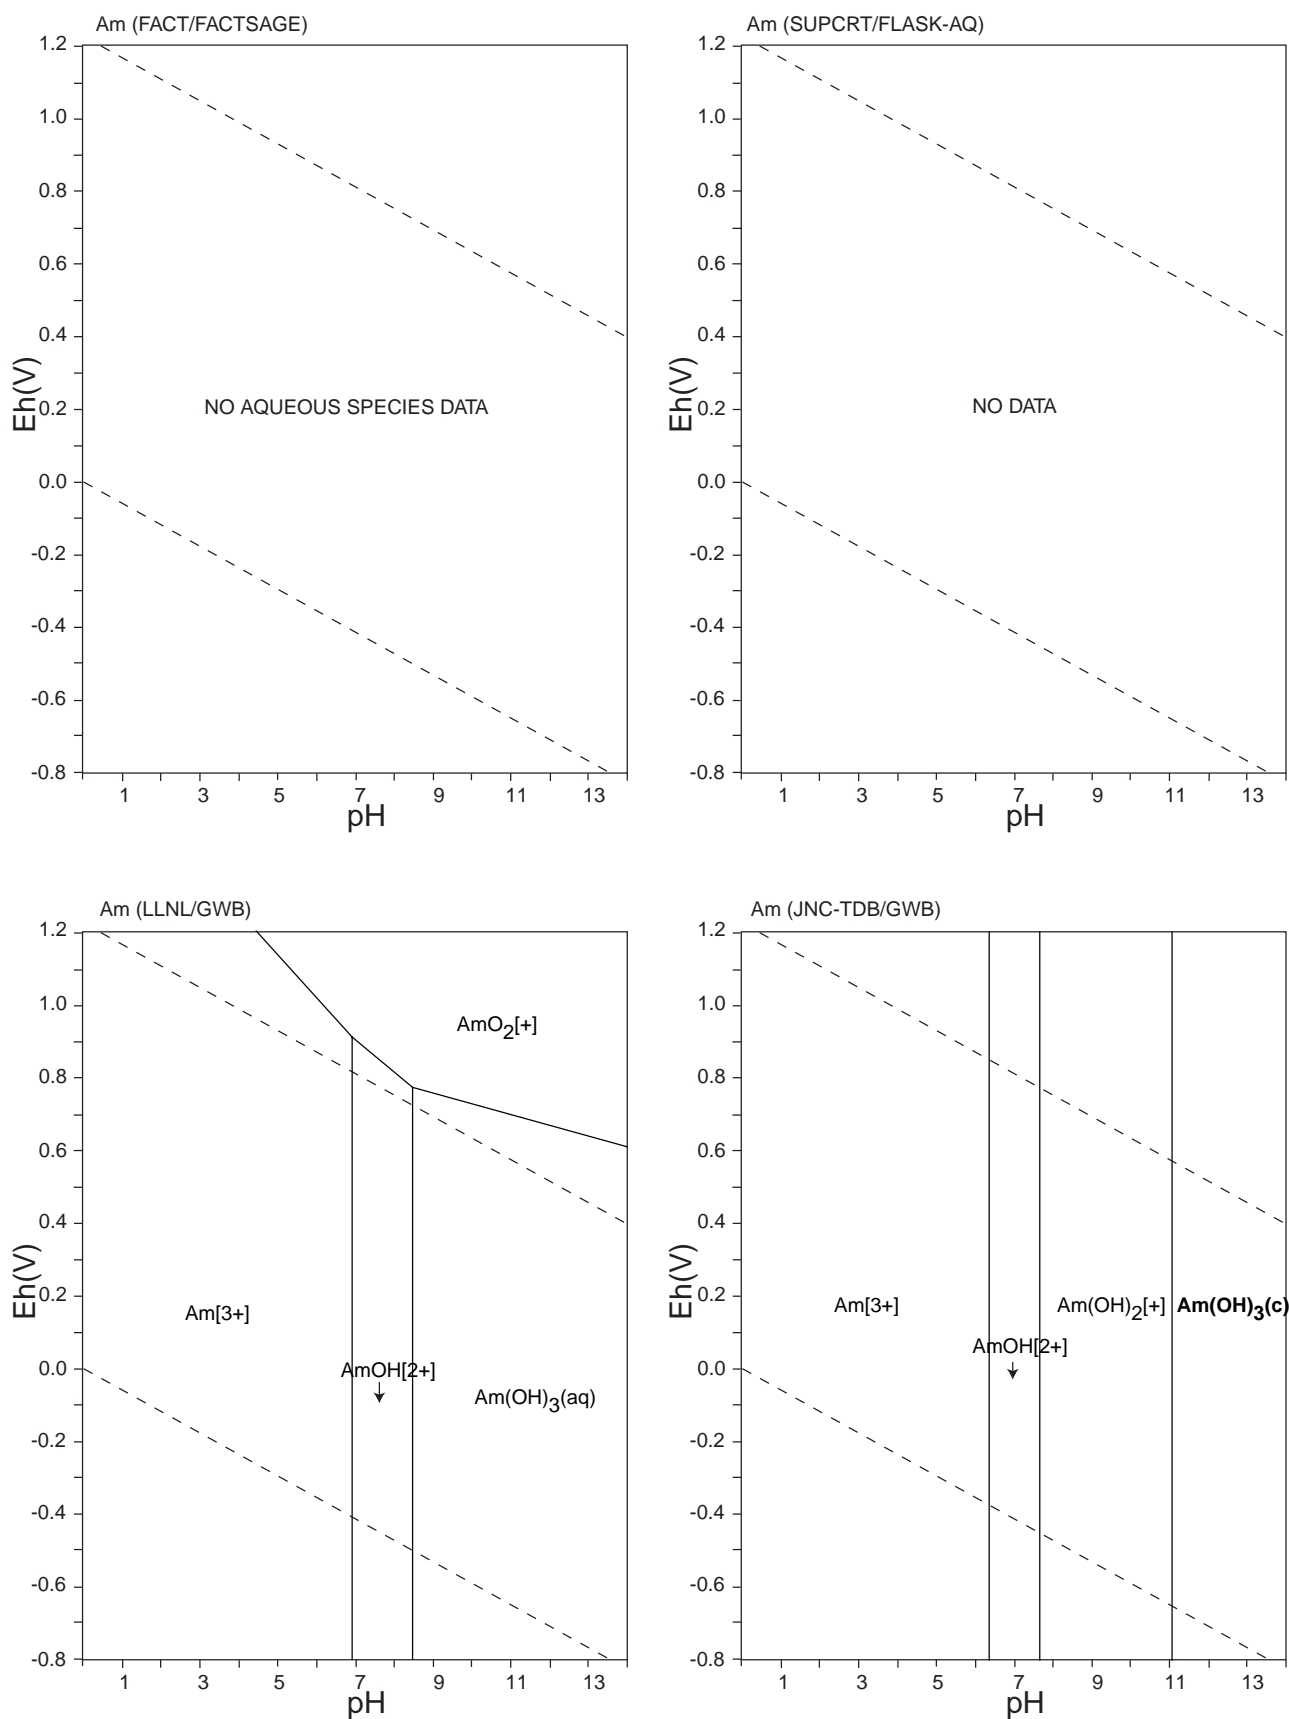 Am (FACT/FACTSAGE)
1.2
1.0
0.8
0.6
0.4
0.2
0.0
-0.2
-0.4
-0.6
-0.8
Eh(V)
NO AQUEOUS SPECIES DATA
1 3 5 7 9 11 13
pH
Am (SUPCRT/FLASK-AQ)
1.2
1.0
0.8
0.6
0.4
0.2
0.0
-0.2
-0.4
-0.6
-0.8
Eh(V)
NO DATA
1 3 5 7 9 11 13
pH
Am (LLNL/GWB)
1.2
1.0
0.8
0.6
0.4
0.2
0.0
-0.2
-0.4
-0.6
-0.8
Eh(V)
AmO2[+]
Am[3+]
AmOH[2+]
Am(OH)3(aq)
1 3 5 7 9 11 13
pH
Am (JNC-TDB/GWB)
1.2
1.0
0.8
0.6
0.4
0.2
0.0
-0.2
-0.4
-0.6
-0.8
Eh(V)
Am[3+]
Am(OH)2[+]
Am(OH)3(c)
AmOH[2+]
1 3 5 7 9 11 13
pH